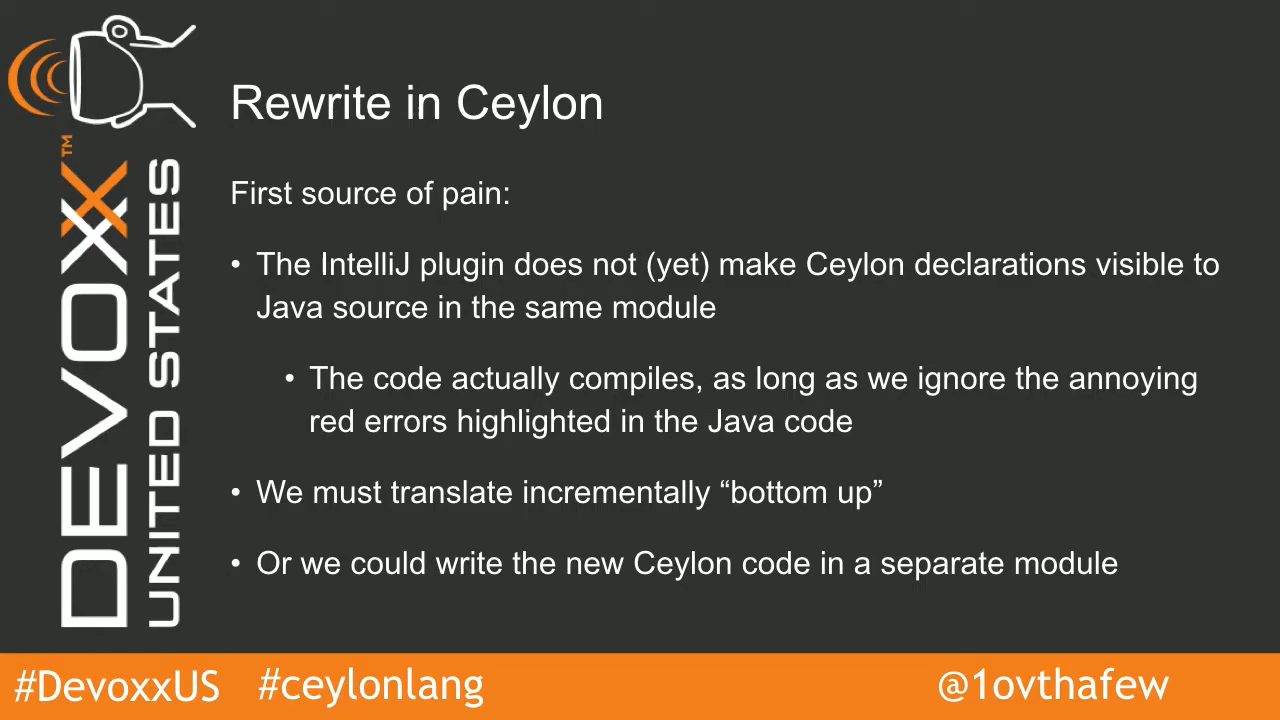 Rewrite in Ceylon
First source of pain:
• The IntelliJ plugin does not (yet) make Ceylon declarations visible to
Java source in the same module
• The code actually compiles, as long as we ignore the annoying
red errors highlighted in the Java code
• We must translate incrementally “bottom up”
• Or we could write the new Ceylon code in a separate module
DEVOXX™
UNITED STATES
#DevoxxUS #ceylonlang @1ovthafew